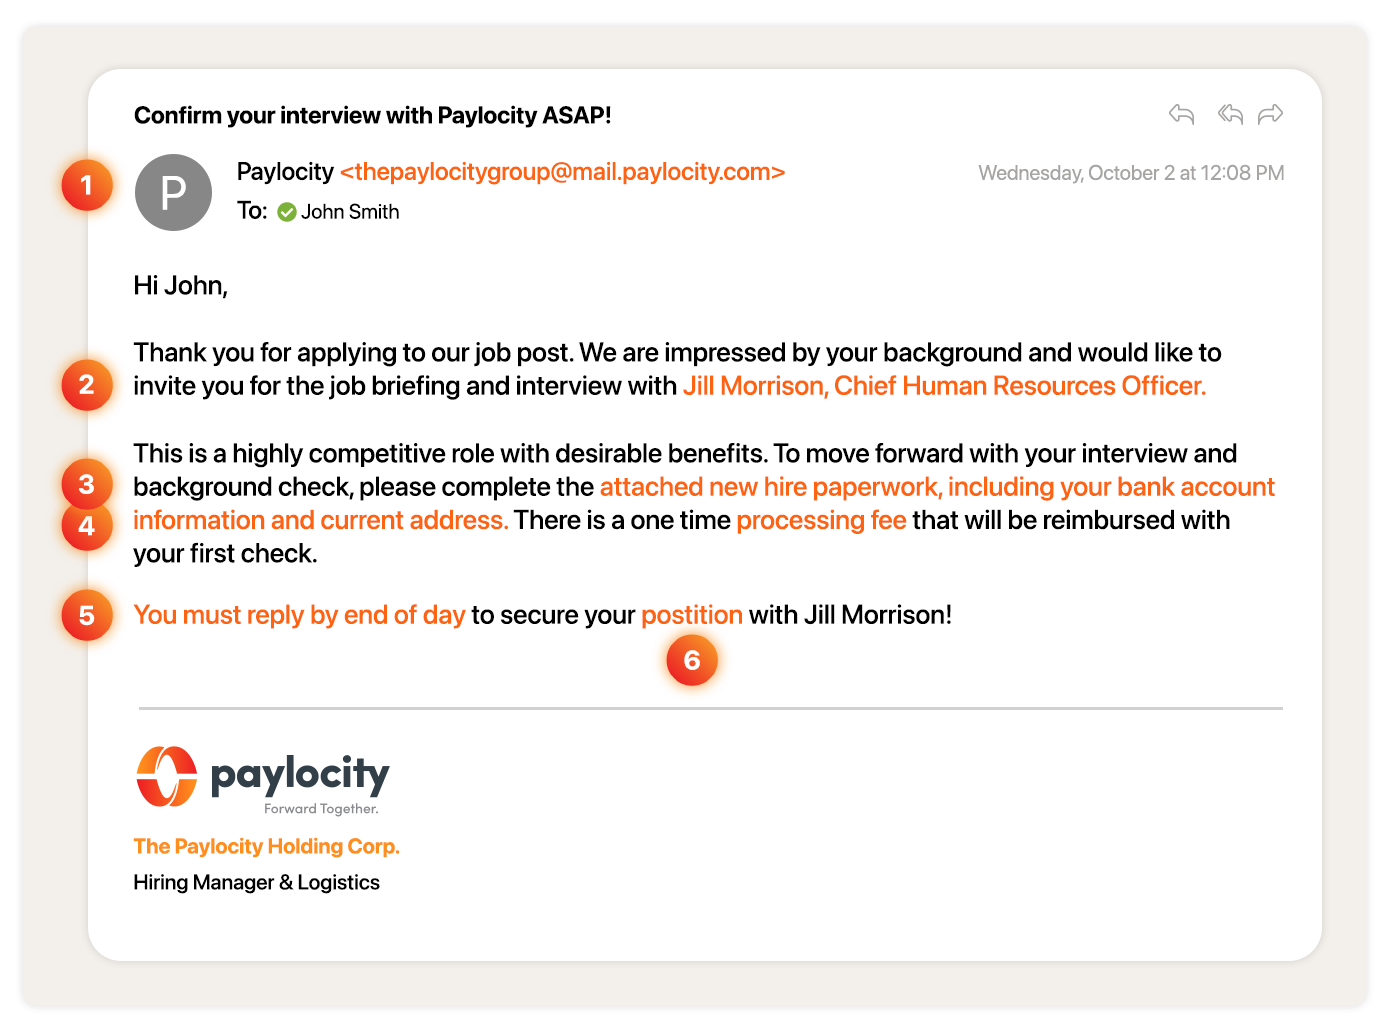 Confirm your interview with Paylocity ASAP!
1
P
Paylocity <thepaylocitygroup@mail.paylocity.com>
Wednesday, October 2 at 12:08 PM
To: John Smith
Hi John,
Thank you for applying to our job post. We are impressed by your background and would like to
2
invite you for the job briefing and interview with Jill Morrison, Chief Human Resources Officer.
This is a highly competitive role with desirable benefits. To move forward with your interview and
3
background check, please complete the attached new hire paperwork, including your bank account
4
information and current address. There is a one time processing fee that will be reimbursed with
your first check.
5
You must reply by end of day to secure your postition with Jill Morrison!
6
paylocity
Forward Together.
The Paylocity Holding Corp.
Hiring Manager & Logistics